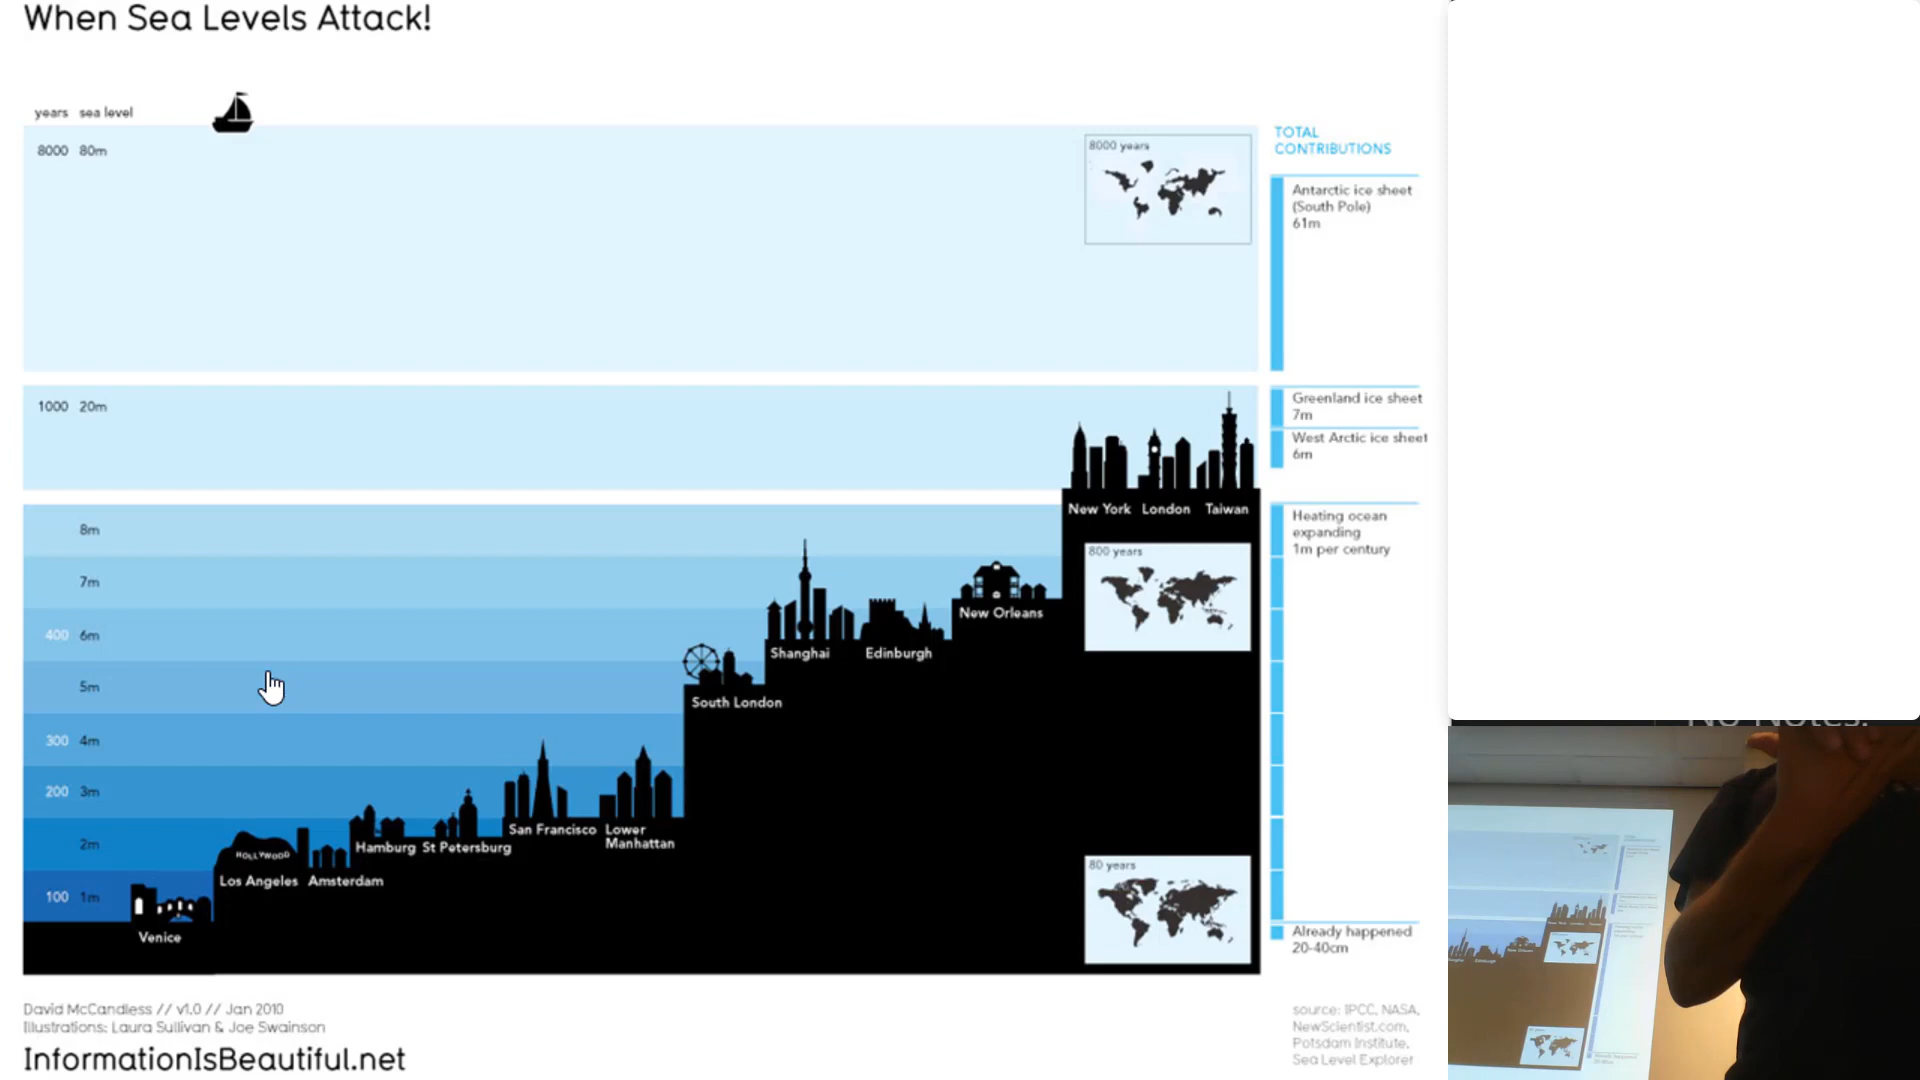 When Sea Levels Attack!
years sea level
8000 80m
8000 years
TOTAL
CONTRIBUTIONS
Antarctic ice sheet
(South Pole)
61m
1000 20m
Greenland ice sheet
7m
West Arctic ice sheet
6m
New York London Taiwan
Heating ocean
expanding
1m per century
8m
800 years
7m
New Orleans
400 6m
Shanghai Edinburgh
5m
South London
300 4m
200 3m
San Francisco Lower
Manhattan
2m
Hamburg St Petersburg
HOLLYWOOD
Los Angeles Amsterdam
80 years
100 1m
Venice
Already happened
20-40cm
David McCandless // v1.0 // Jan 2010
Illustrations: Laura Sullivan & Joe Swainson
InformationIsBeautiful.net
source: IPCC, NASA,
NewScientist.com,
Potsdam Institute,
Sea Level Explorer
No Notes.